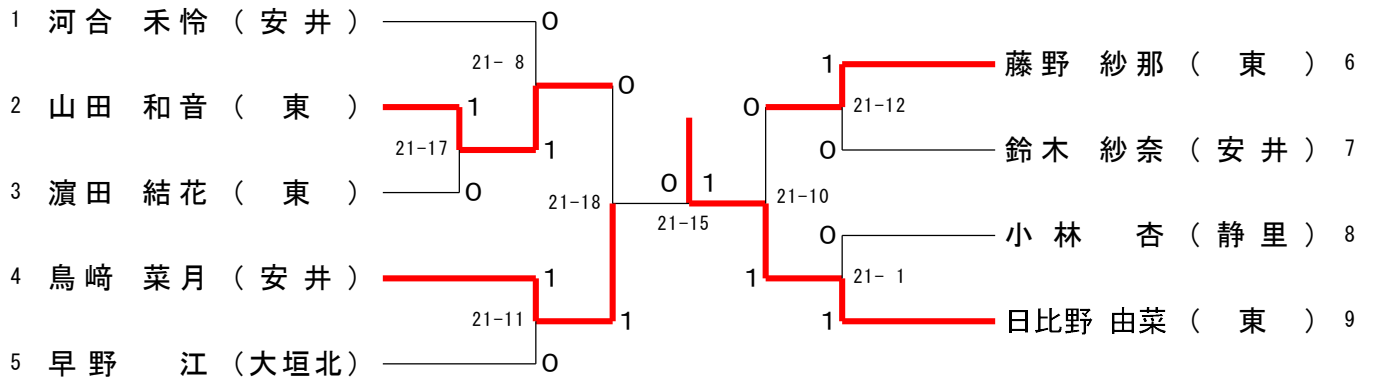 1 河合 禾怜 ( 安 井 ) 0
21- 8
藤野 紗那 ( 東 ) 6
1
2 山田 和音 ( 東 ) 1
0
0
21-12
21-17
1
0
鈴木 紗奈 ( 安 井 ) 7
3 濵田 結花 ( 東 ) 0
21-18
0 1
21-10
21-15
0
小林 杏 ( 静里 ) 8
4 鳥﨑 菜月 ( 安 井 ) 1
1
21- 1
21-11
1
1
日比野 由菜 ( 東 ) 9
5 早野 江 (大垣北) 0